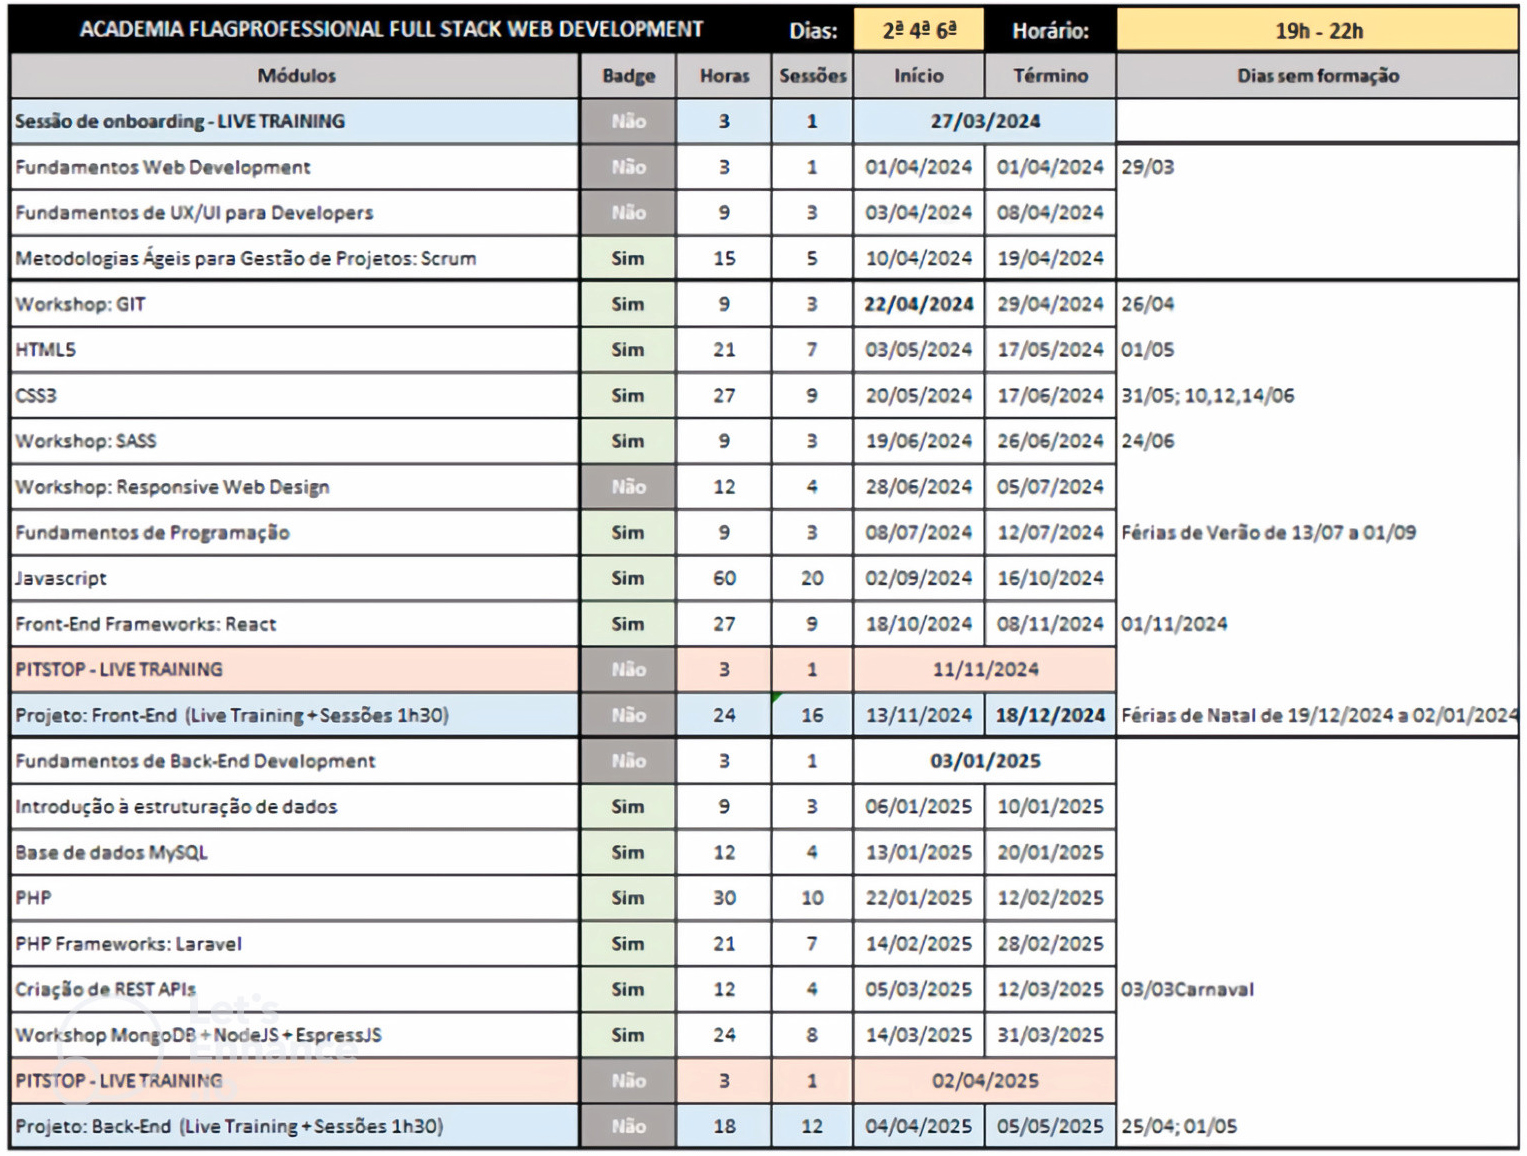 ACADEMIA FLAGPROFESSIONAL FULL STACK WEB DEVELOPMENT Dias: 2ª 4ª 6ª Horário: 19h - 22h
Módulos Badge Horas Sessões Início Término Dias sem formação
Sessão de onboarding - LIVE TRAINING Não 3 1 27/03/2024
Fundamentos Web Development Não 3 1 01/04/2024 01/04/2024 29/03
Fundamentos de UX/UI para Developers Não 9 3 03/04/2024 08/04/2024
Metodologias Ágeis para Gestão de Projetos: Scrum Sim 15 5 10/04/2024 19/04/2024
Workshop: GIT Sim 9 3 22/04/2024 29/04/2024 26/04
HTML5 Sim 21 7 03/05/2024 17/05/2024 01/05
CSS3 Sim 27 9 20/05/2024 17/06/2024 31/05; 10,12,14/06
Workshop: SASS Sim 9 3 19/06/2024 26/06/2024 24/06
Workshop: Responsive Web Design Não 12 4 28/06/2024 05/07/2024
Fundamentos de Programação Sim 9 3 08/07/2024 12/07/2024 Férias de Verão de 13/07 a 01/09
Javascript Sim 60 20 02/09/2024 16/10/2024
Front-End Frameworks: React Sim 27 9 18/10/2024 08/11/2024 01/11/2024
PITSTOP - LIVE TRAINING Não 3 1 11/11/2024
Projeto: Front-End (Live Training + Sessões 1h30) Não 24 16 13/11/2024 18/12/2024 Férias de Natal de 19/12/2024 a 02/01/2024
Fundamentos de Back-End Development Não 3 1 03/01/2025
Introdução à estruturação de dados Sim 9 3 06/01/2025 10/01/2025
Base de dados MySQL Sim 12 4 13/01/2025 20/01/2025
PHP Sim 30 10 22/01/2025 12/02/2025
PHP Frameworks: Laravel Sim 21 7 14/02/2025 28/02/2025
Criação de REST APIs Sim 12 4 05/03/2025 12/03/2025 03/03Carnaval
Workshop MongoDB + NodeJS + EspressJS Sim 24 8 14/03/2025 31/03/2025
PITSTOP - LIVE TRAINING Não 3 1 02/04/2025
Projeto: Back-End (Live Training + Sessões 1h30) Não 18 12 04/04/2025 05/05/2025 25/04; 01/05
Let's
Enhance